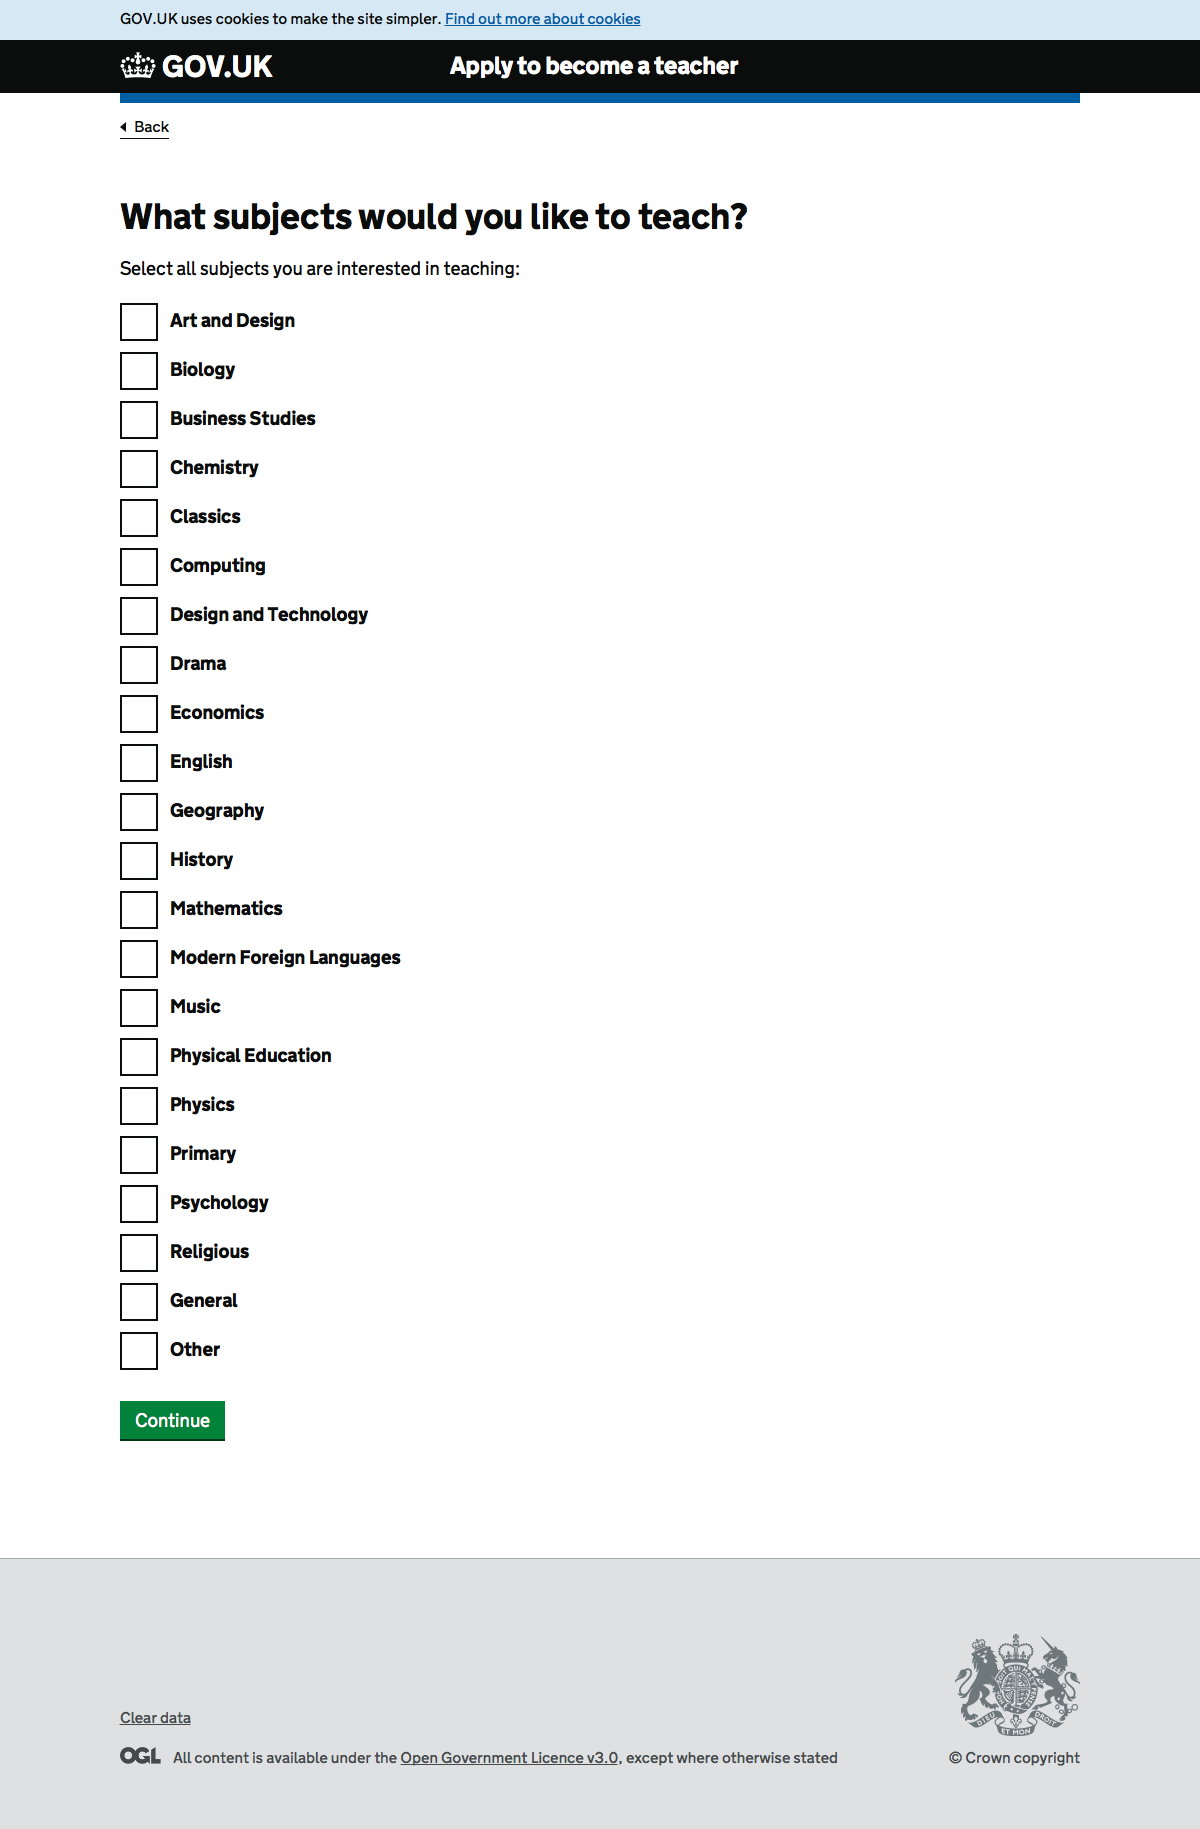 GOV.UK uses cookies to make the site simpler. Find out more about cookies
GOV.UK Apply to become a teacher
Back
What subjects would you like to teach?
Select all subjects you are interested in teaching:
Art and Design
Biology
Business Studies
Chemistry
Classics
Computing
Design and Technology
Drama
Economics
English
Geography
History
Mathematics
Modern Foreign Languages
Music
Physical Education
Physics
Primary
Psychology
Religious
General
Other
Continue
Clear data
DIEU ET MON DROIT
OGL All content is available under the Open Government Licence v3.0, except where otherwise stated
© Crown copyright